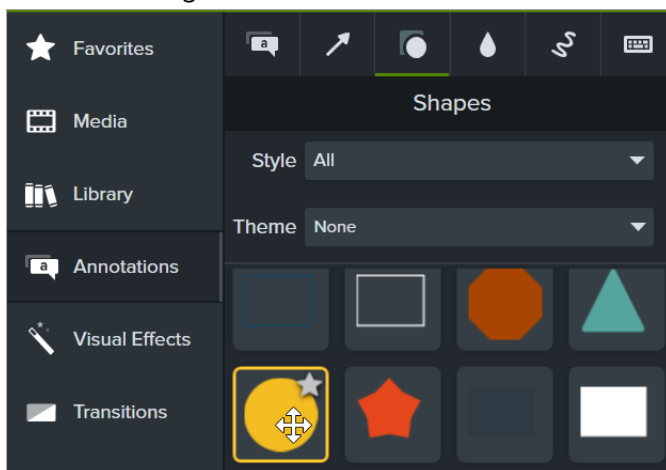 Favorites
Media
Library
Annotations
Visual Effects
Transitions
a
a
Shapes
Style All
Theme None